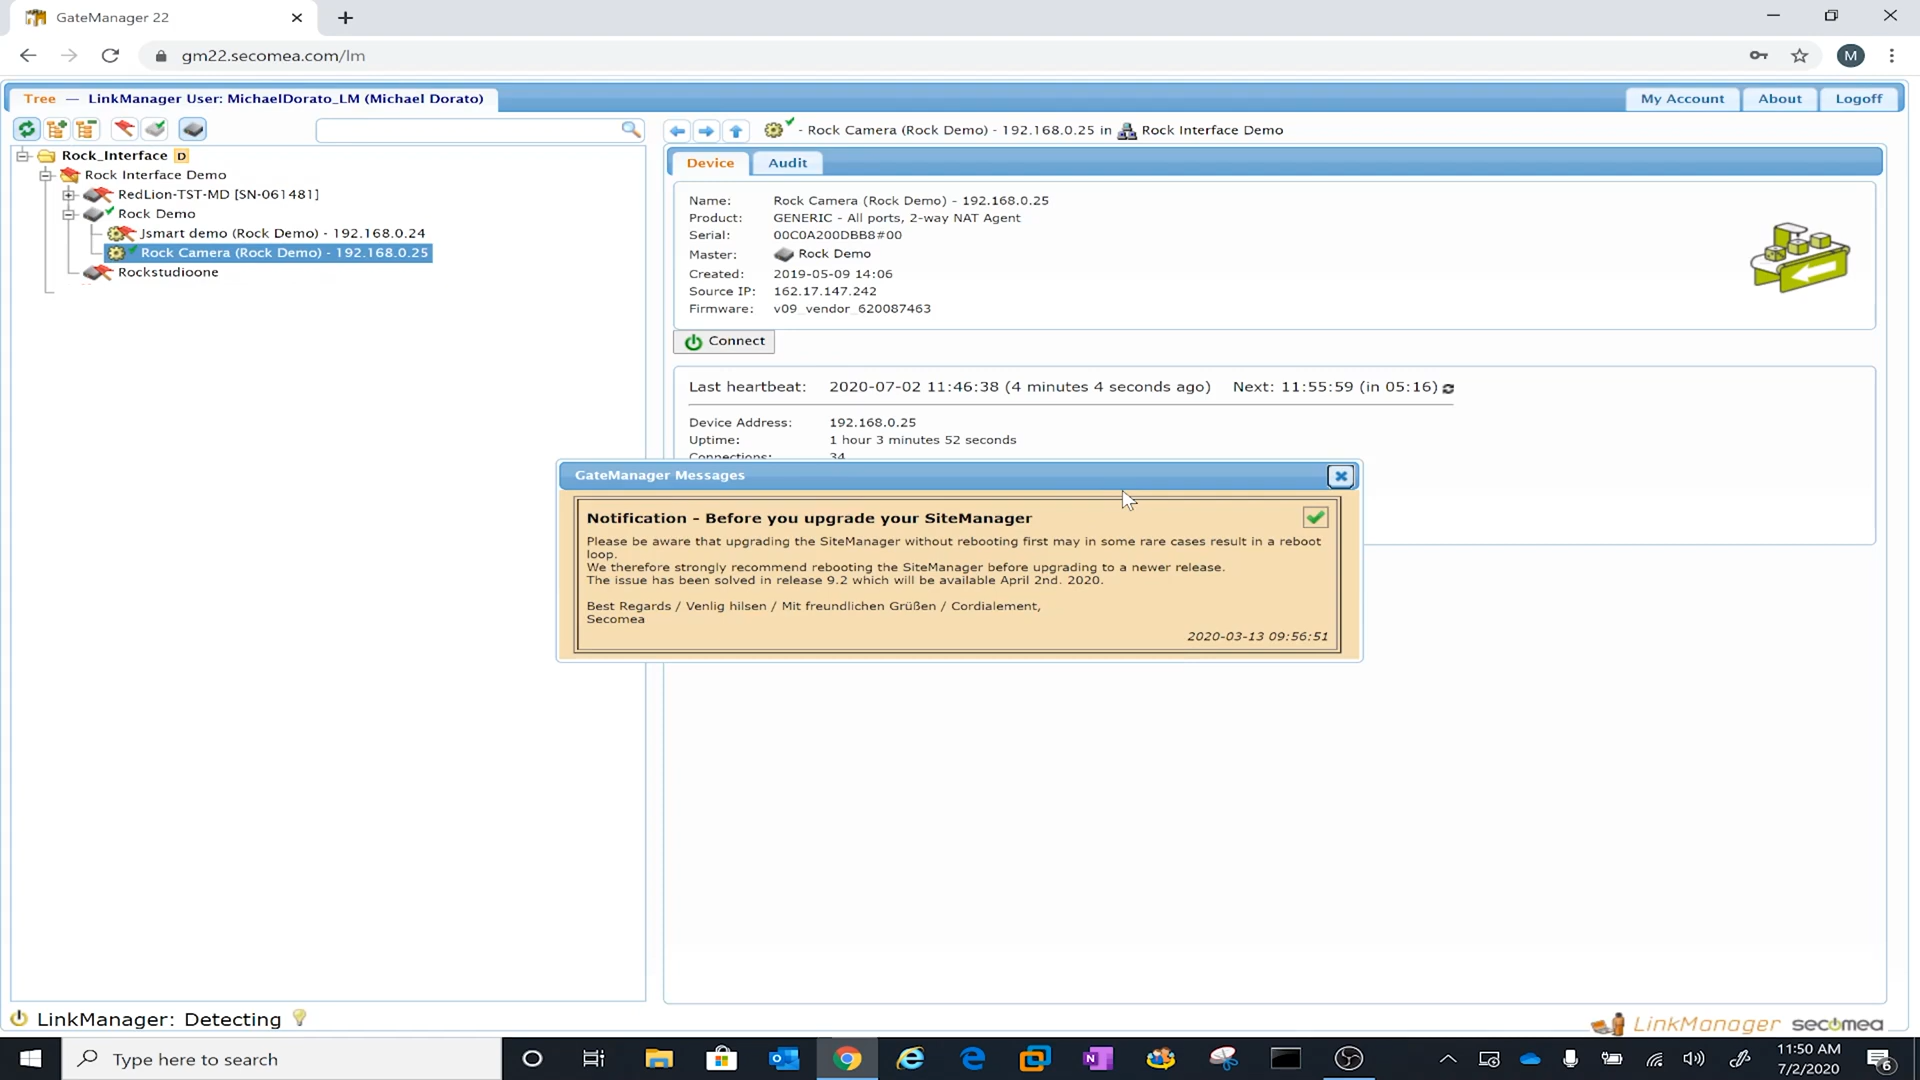 GateManager 22
gm22.secomea.com/lm
M
Tree — LinkManager User: MichaelDorato_LM (Michael Dorato)
My Account
About
Logoff
- Rock Camera (Rock Demo) - 192.168.0.25 in Rock Interface Demo
Rock_Interface D
Rock Interface Demo
RedLion-TST-MD [SN-061481]
Rock Demo
Jsmart demo (Rock Demo) - 192.168.0.24
Rock Camera (Rock Demo) - 192.168.0.25
Rockstudioone
Device
Audit
Name: Rock Camera (Rock Demo) - 192.168.0.25
Product: GENERIC - All ports, 2-way NAT Agent
Serial: 00C0A200DBB8#00
Master: Rock Demo
Created: 2019-05-09 14:06
Source IP: 162.17.147.242
Firmware: v09_vendor_620087463
Connect
Last heartbeat: 2020-07-02 11:46:38 (4 minutes 4 seconds ago) Next: 11:55:59 (in 05:16)
Device Address: 192.168.0.25
Uptime: 1 hour 3 minutes 52 seconds
Connections: 34
GateManager Messages
Notification - Before you upgrade your SiteManager
Please be aware that upgrading the SiteManager without rebooting first may in some rare cases result in a reboot
loop.
We therefore strongly recommend rebooting the SiteManager before upgrading to a newer release.
The issue has been solved in release 9.2 which will be available April 2nd. 2020.
Best Regards / Venlig hilsen / Mit freundlichen Grüßen / Cordialement,
Secomea
2020-03-13 09:56:51
LinkManager: Detecting
LinkManager secomea
Type here to search
11:50 AM
7/2/2020
6